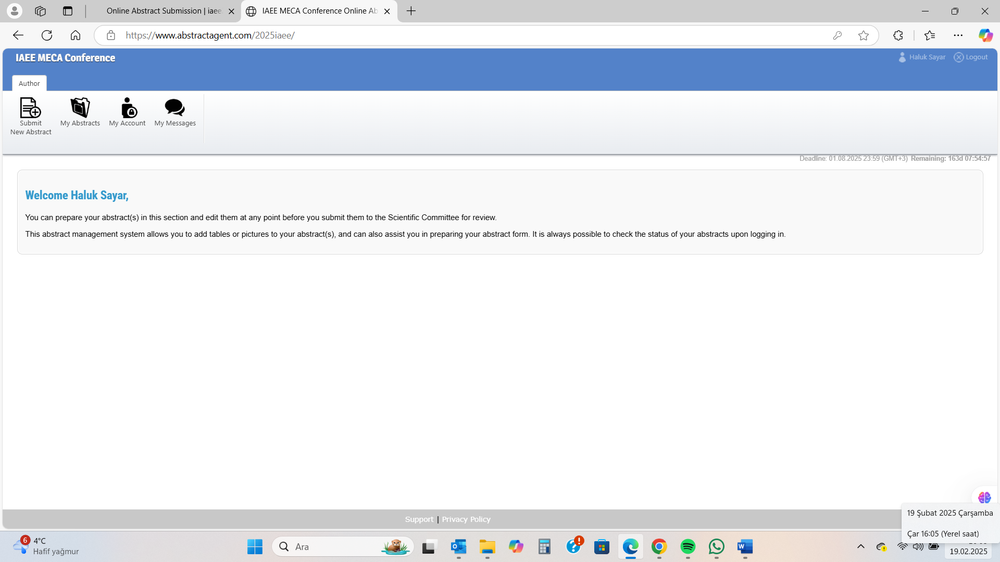 Online Abstract Submission | iaee
IAEE MECA Conference Online Ab
https://www.abstractagent.com/2025iaee/
IAEE MECA Conference
Haluk Sayar
Logout
Author
Submit
New Abstract
My Abstracts
My Account
My Messages
Deadline: 01.08.2025 23:59 (GMT+3) Remaining: 163d 07:54:57
Welcome Haluk Sayar,
You can prepare your abstract(s) in this section and edit them at any point before you submit them to the Scientific Committee for review.
This abstract management system allows you to add tables or pictures to your abstract(s), and can also assist you in preparing your abstract form. It is always possible to check the status of your abstracts upon logging in.
Support | Privacy Policy
19 Şubat 2025 Çarşamba
Çar 16:05 (Yerel saat)
6
4°C
Hafif yağmur
Ara
19.02.2025